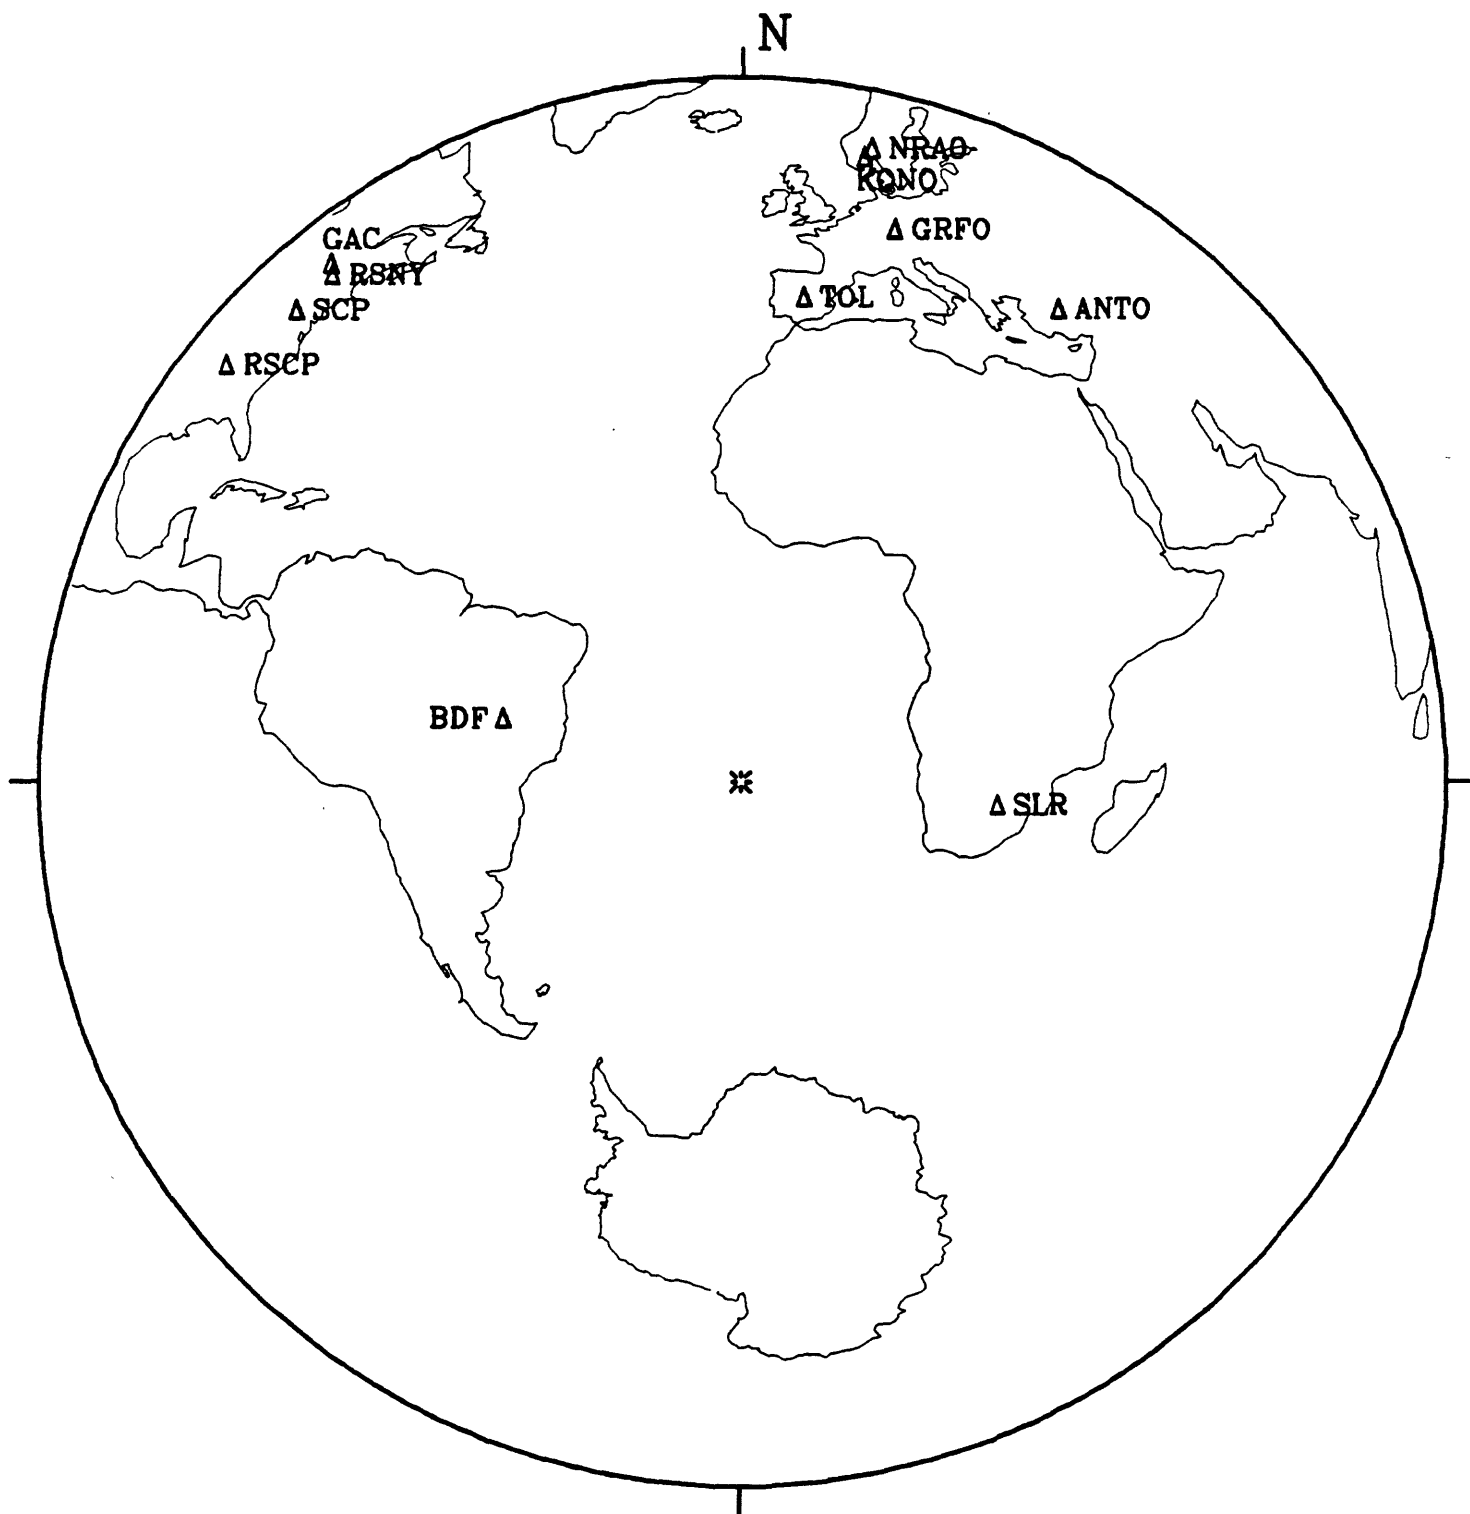 N
NRAO
KONO
GAC
GRFO
RSNY
SCP
TOL
ANTO
RSCP
BDF
SLR